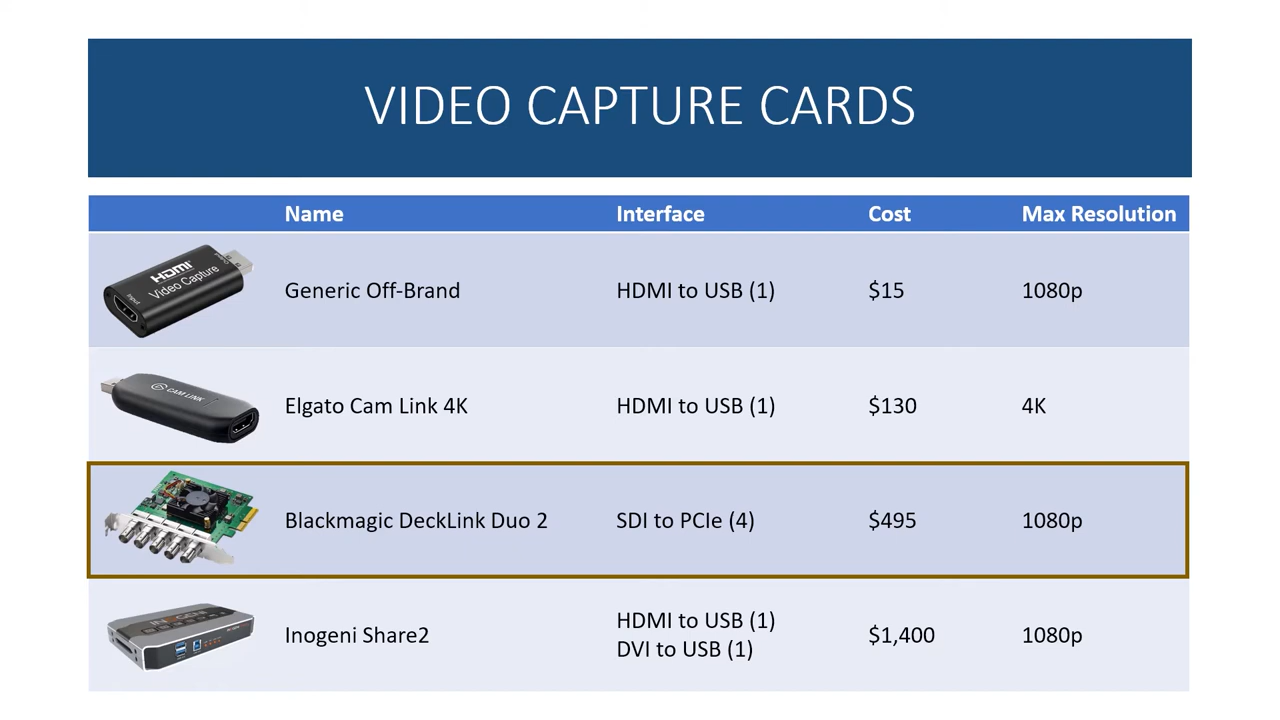 VIDEO CAPTURE CARDS
Name Interface Cost Max Resolution
HDMI
Video Capture
Input
Output
Generic Off-Brand HDMI to USB (1) $15 1080p
CAM LINK
Elgato Cam Link 4K HDMI to USB (1) $130 4K
Blackmagic DeckLink Duo 2 SDI to PCIe (4) $495 1080p
Inogeni Share2 HDMI to USB (1) $1,400 1080p
DVI to USB (1)